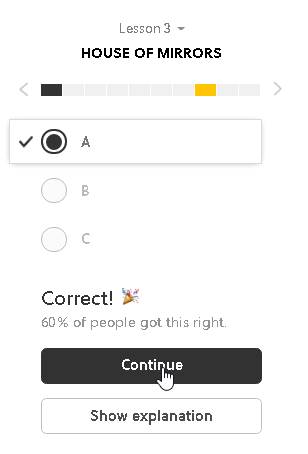 Lesson 3
HOUSE OF MIRRORS
A
B
C
Correct! 🎉
60% of people got this right.
Continue
Show explanation